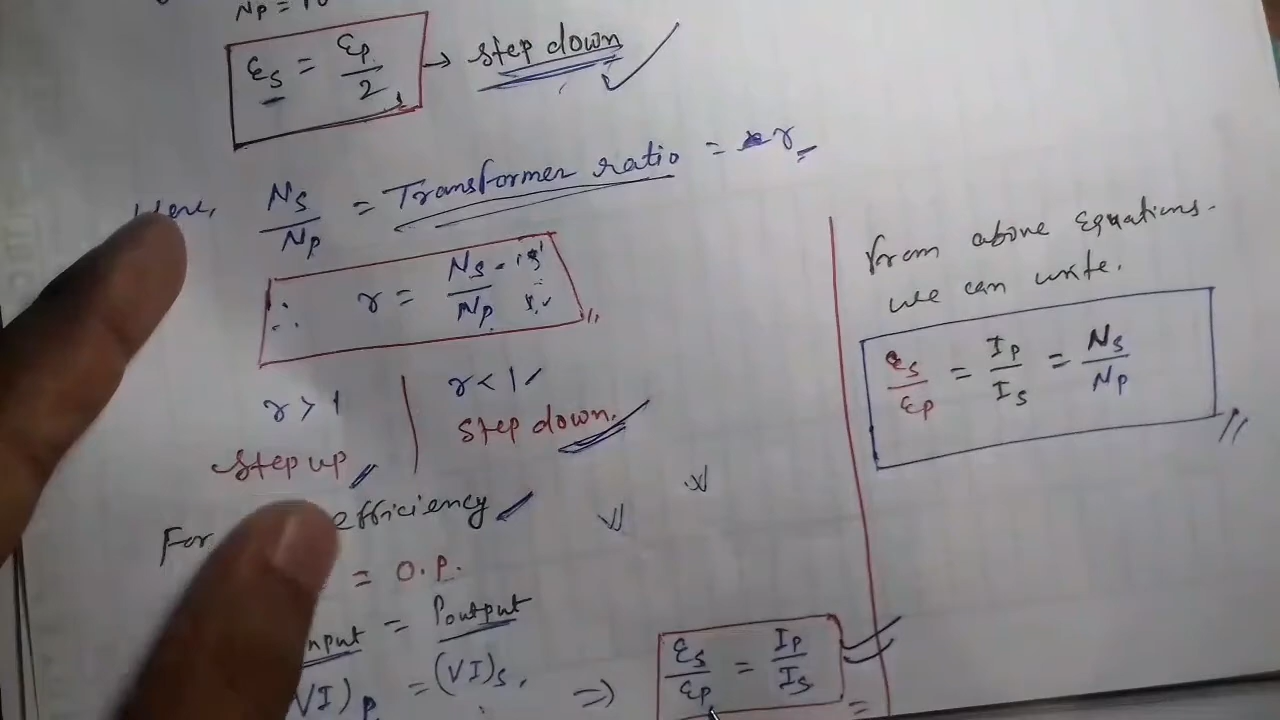 Np = 10
εs = εp/2 → step down
Here, Ns/Np = Transformer ratio = r
∴ r = Ns/Np
r > 1
step up
r < 1
step down.
For efficiency
= O.P.
nput = Poutput
VI)p = (VI)s,
⇒ εs/εp = Ip/Is
from above Equations.
we can write.
εs/εp = Ip/Is = Ns/Np